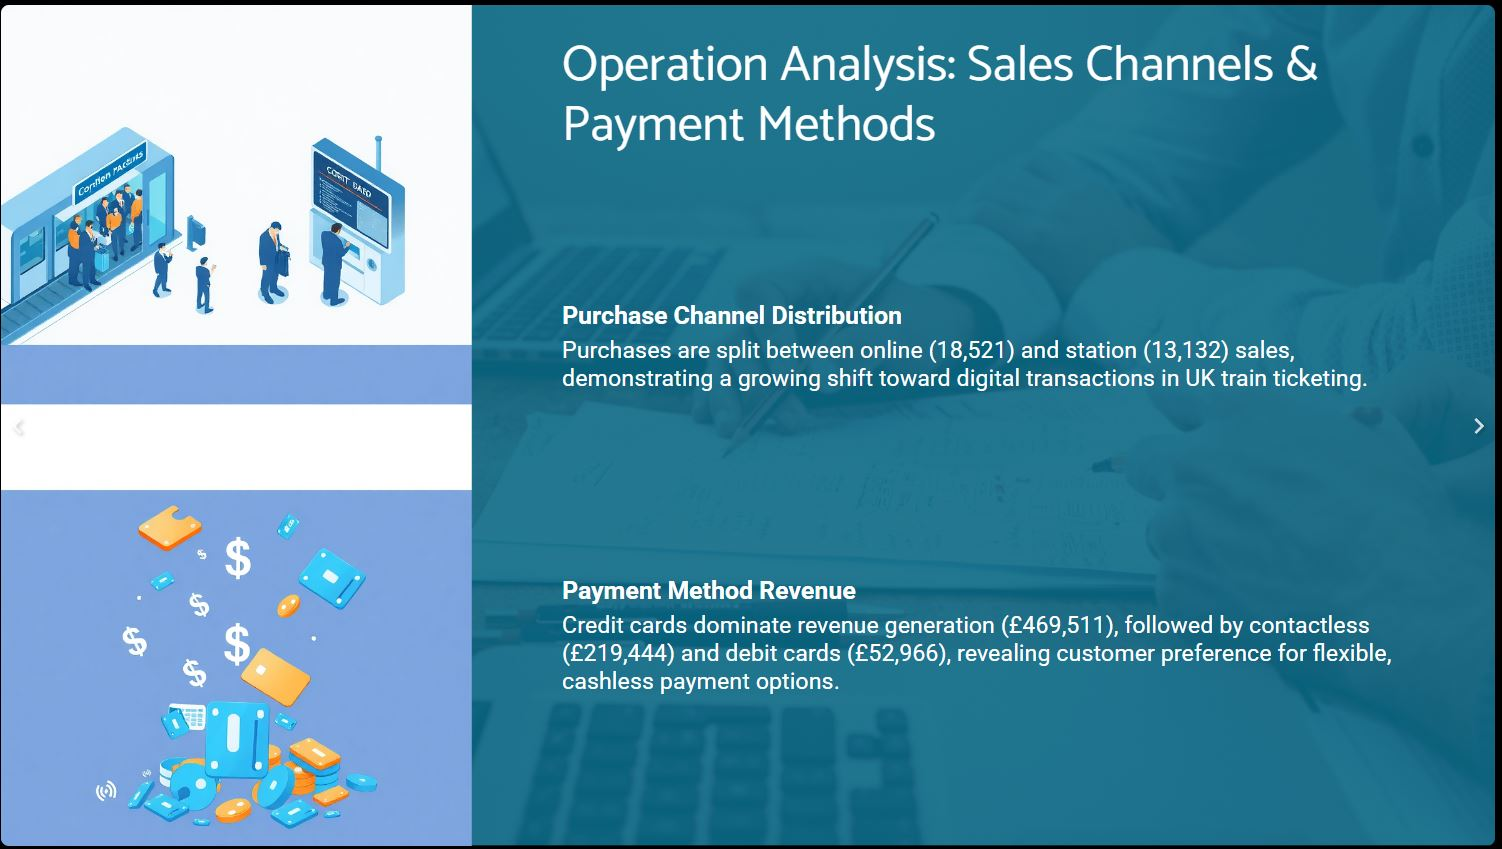 Operation Analysis: Sales Channels &
Payment Methods
Purchase Channel Distribution
Purchases are split between online (18,521) and station (13,132) sales,
demonstrating a growing shift toward digital transactions in UK train ticketing.
Payment Method Revenue
Credit cards dominate revenue generation (£469,511), followed by contactless
(£219,444) and debit cards (£52,966), revealing customer preference for flexible,
cashless payment options.